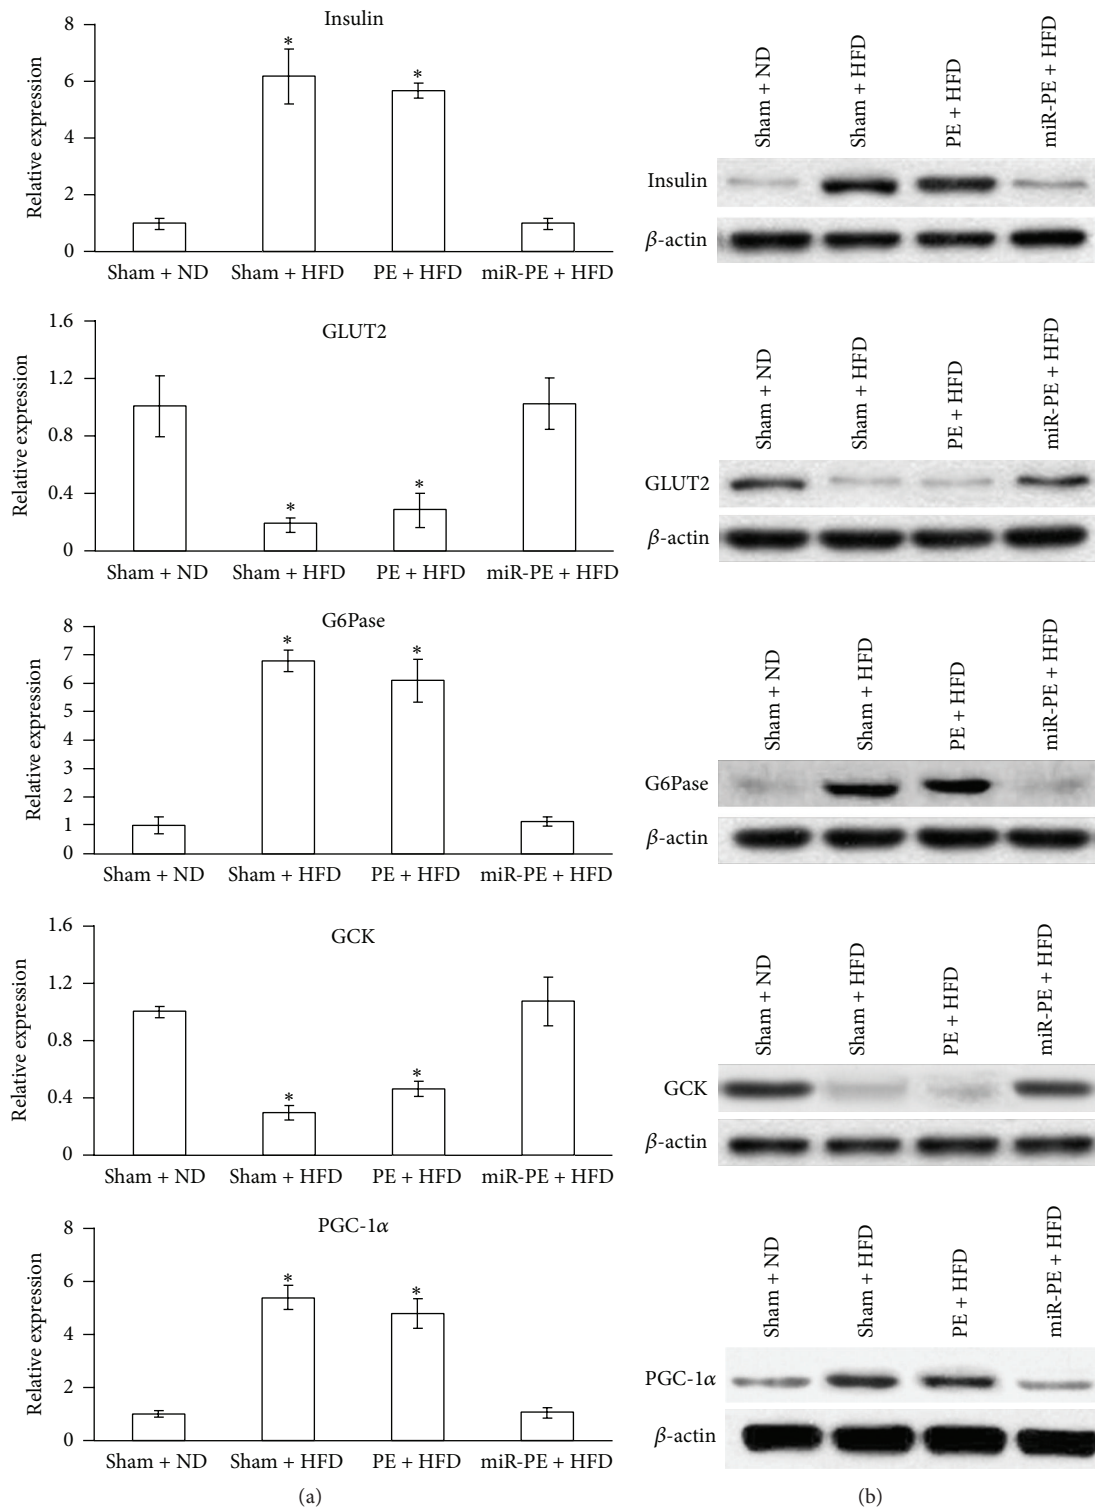 Insulin
Relative expression
8
6
4
2
0
* *
Sham + ND Sham + HFD PE + HFD miR-PE + HFD
GLUT2
Relative expression
1.6
1.2
0.8
0.4
0
* *
Sham + ND Sham + HFD PE + HFD miR-PE + HFD
G6Pase
Relative expression
8
7
6
5
4
3
2
1
0
* *
Sham + ND Sham + HFD PE + HFD miR-PE + HFD
GCK
Relative expression
1.6
1.2
0.8
0.4
0
* *
Sham + ND Sham + HFD PE + HFD miR-PE + HFD
PGC-1α
Relative expression
8
6
4
2
0
* *
Sham + ND Sham + HFD PE + HFD miR-PE + HFD
(a)
Sham + ND
Sham + HFD
PE + HFD
miR-PE + HFD
Insulin
β-actin
Sham + ND
Sham + HFD
PE + HFD
miR-PE + HFD
GLUT2
β-actin
Sham + ND
Sham + HFD
PE + HFD
miR-PE + HFD
G6Pase
β-actin
Sham + ND
Sham + HFD
PE + HFD
miR-PE + HFD
GCK
β-actin
Sham + ND
Sham + HFD
PE + HFD
miR-PE + HFD
PGC-1α
β-actin
(b)